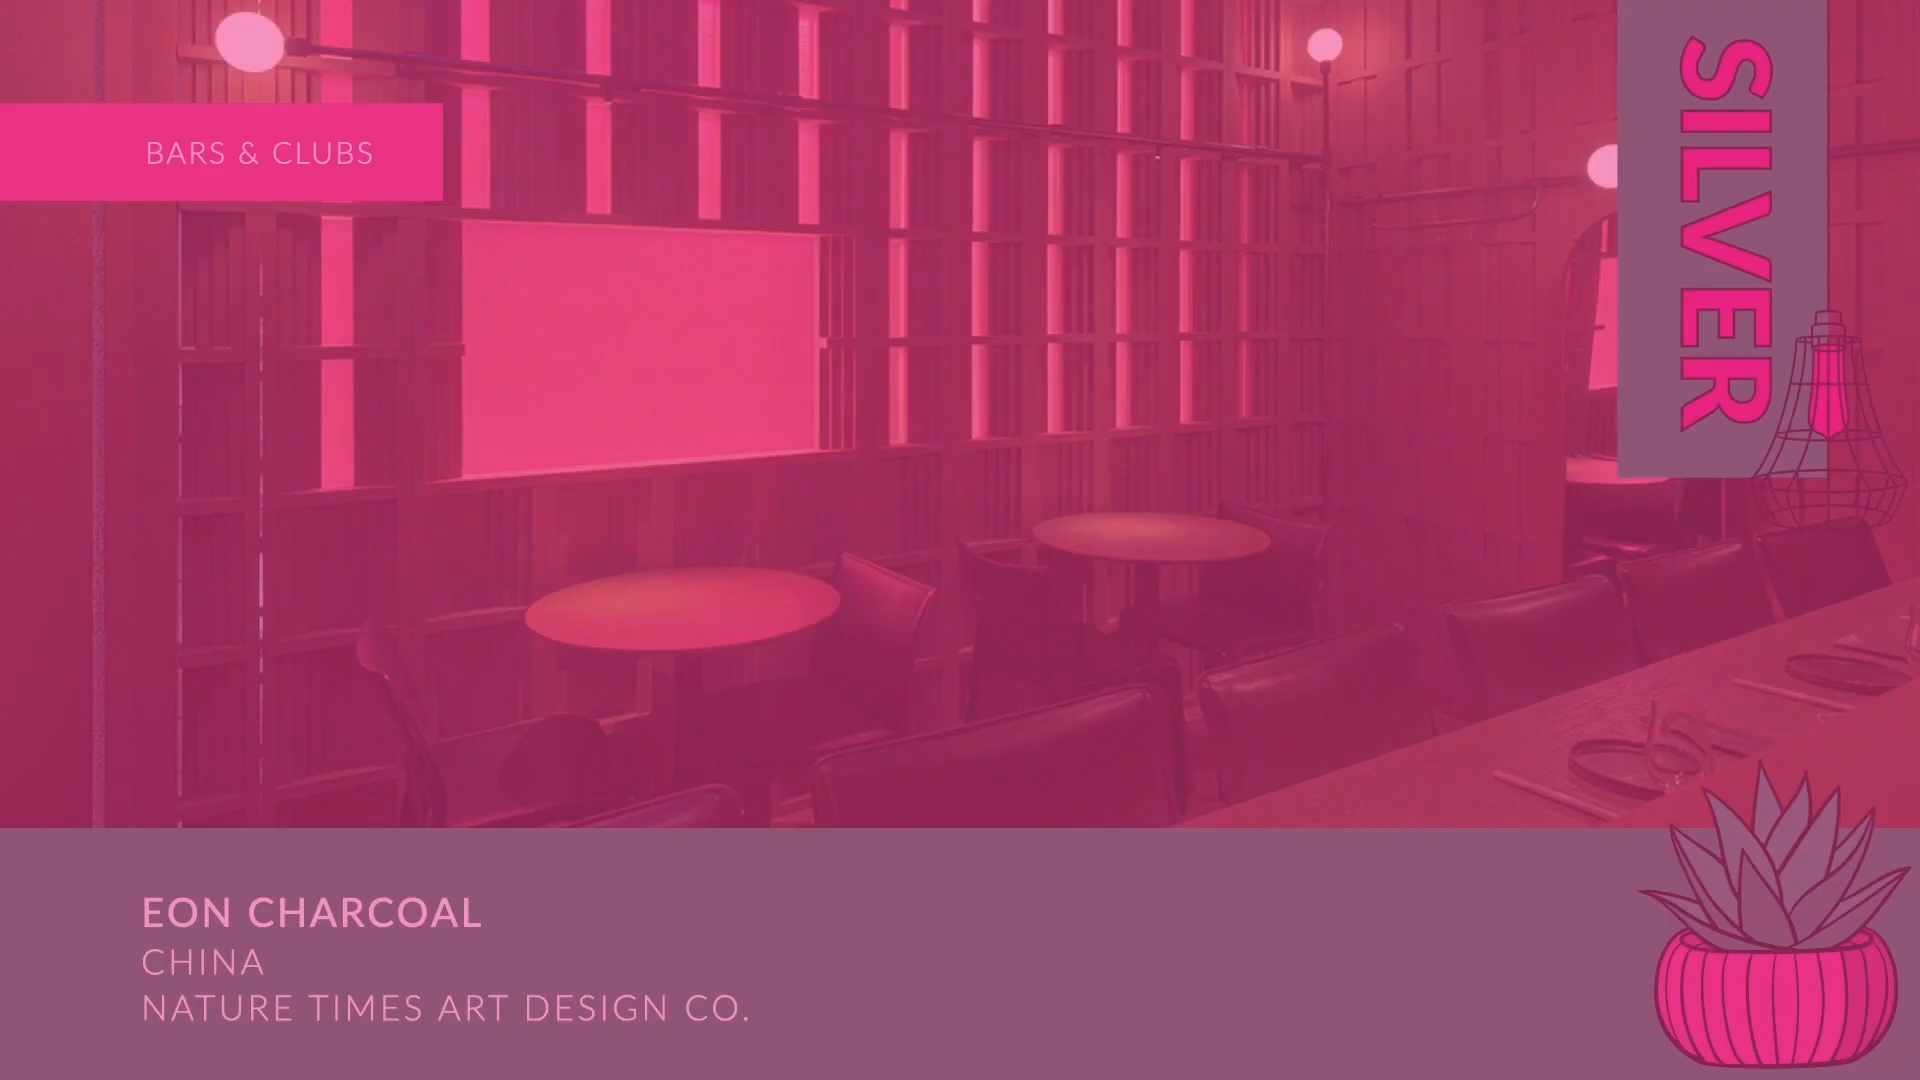 BARS & CLUBS
SILVER
EON CHARCOAL
CHINA
NATURE TIMES ART DESIGN CO.